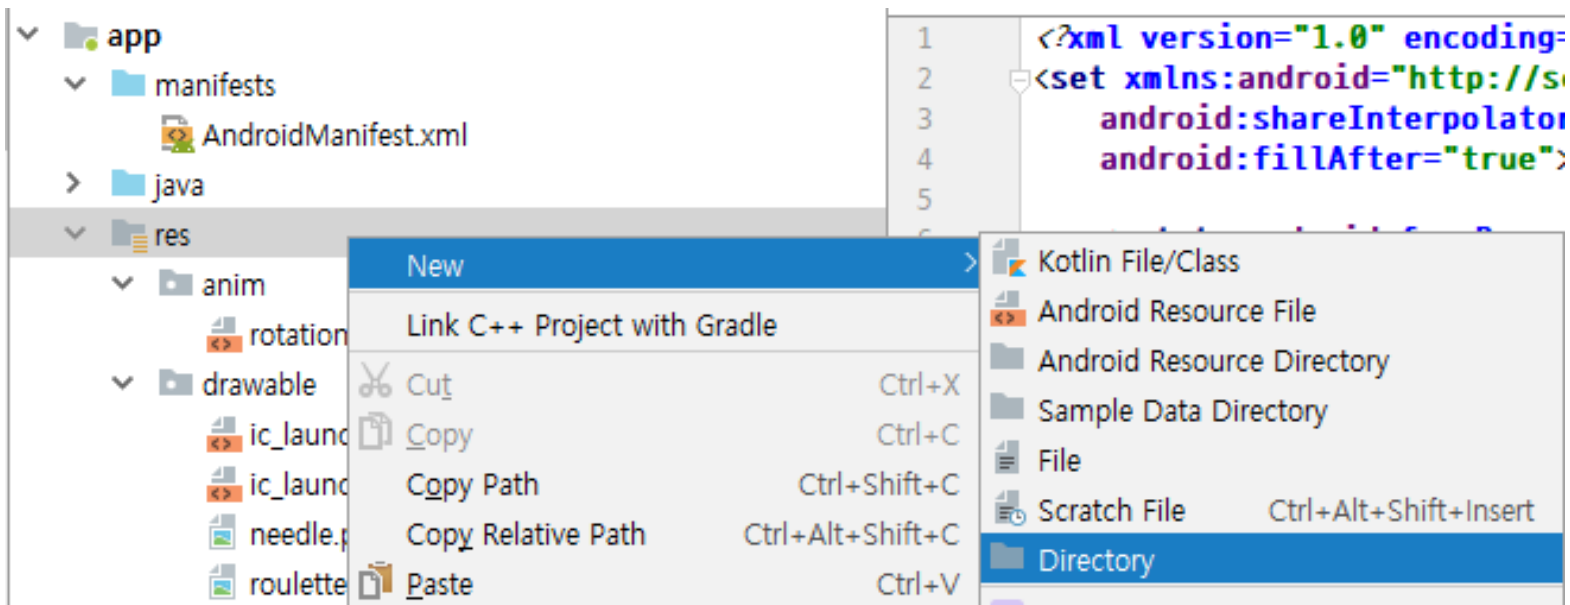 app
manifests
AndroidManifest.xml
java
res
anim
rotation
drawable
ic_launc
ic_launc
needle.p
roulette
1 <?xml version="1.0" encoding=
2 <set xmlns:android="http://s
3 android:shareInterpolator
4 android:fillAfter="true">
5
New
Link C++ Project with Gradle
Cut Ctrl+X
Copy Ctrl+C
Copy Path Ctrl+Shift+C
Copy Relative Path Ctrl+Alt+Shift+C
Paste Ctrl+V
Kotlin File/Class
Android Resource File
Android Resource Directory
Sample Data Directory
File
Scratch File Ctrl+Alt+Shift+Insert
Directory